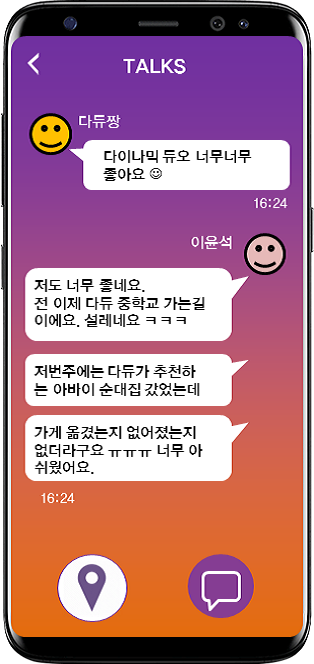 TALKS
다듀짱
다이나믹 듀오 너무너무
좋아요 ☺
16:24
이윤석
저도 너무 좋네요.
전 이제 다듀 중학교 가는길
이에요. 설레네요 ㅋㅋㅋ
저번주에는 다듀가 추천하
는 아바이 순대집 갔었는데
가게 옮겼는지 없어졌는지
없더라구요 ㅠㅠㅠ 너무 아
쉬웠어요.
16:24